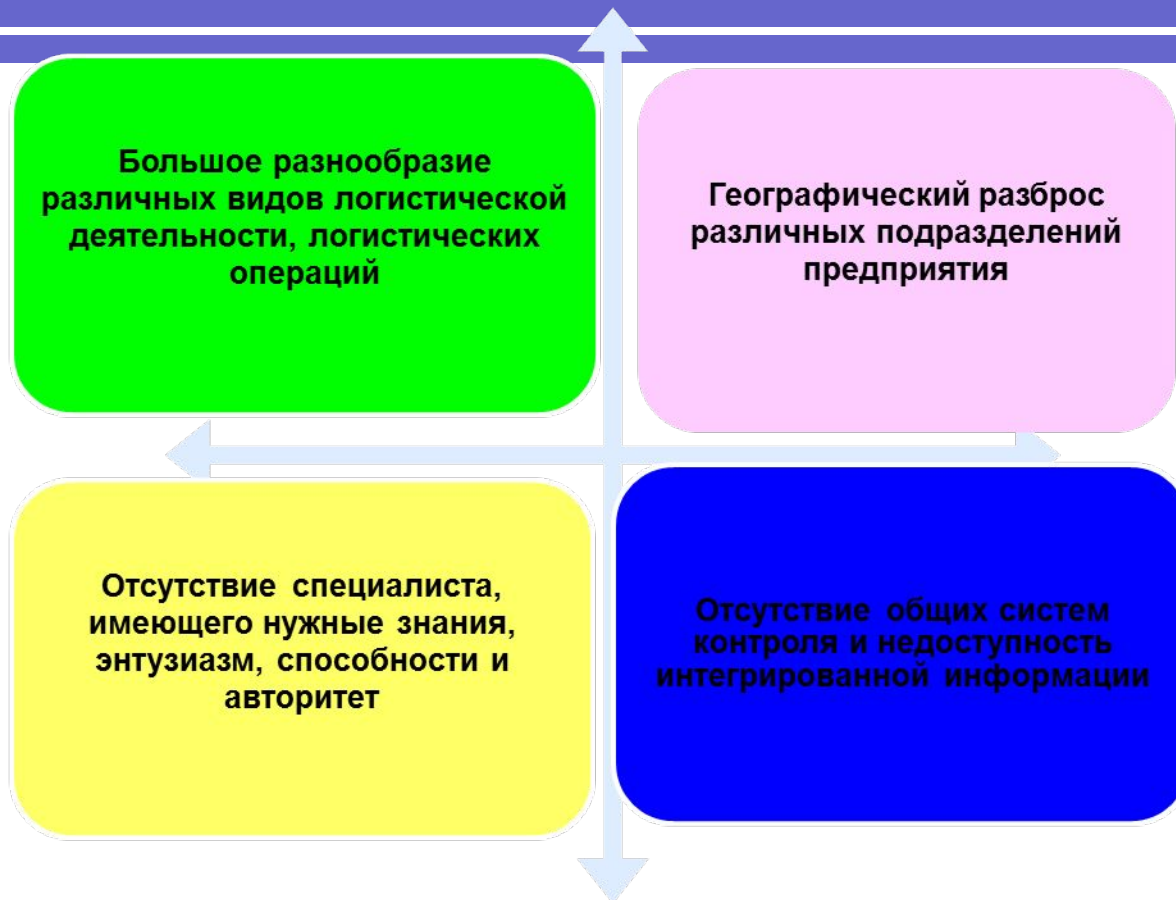 Большое разнообразие
различных видов логистической
деятельности, логистических
операций
Географический разброс
различных подразделений
предприятия
Отсутствие специалиста,
имеющего нужные знания,
энтузиазм, способности и
авторитет
Отсутствие общих систем
контроля и недоступность
интегрированной информации